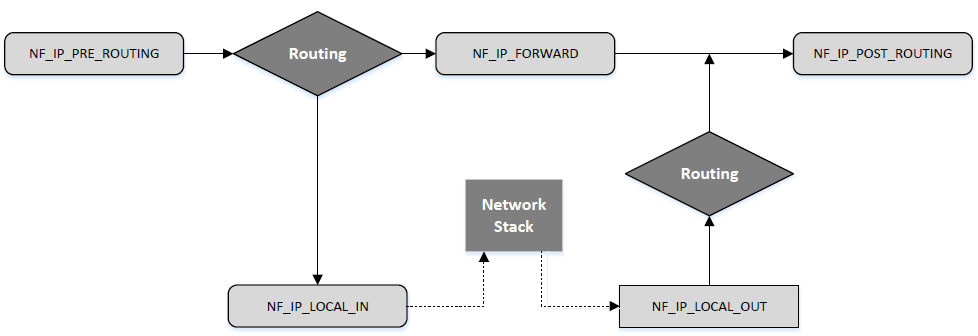 NF_IP_PRE_ROUTING
Routing
NF_IP_FORWARD
NF_IP_POST_ROUTING
Routing
Network
Stack
NF_IP_LOCAL_IN
NF_IP_LOCAL_OUT